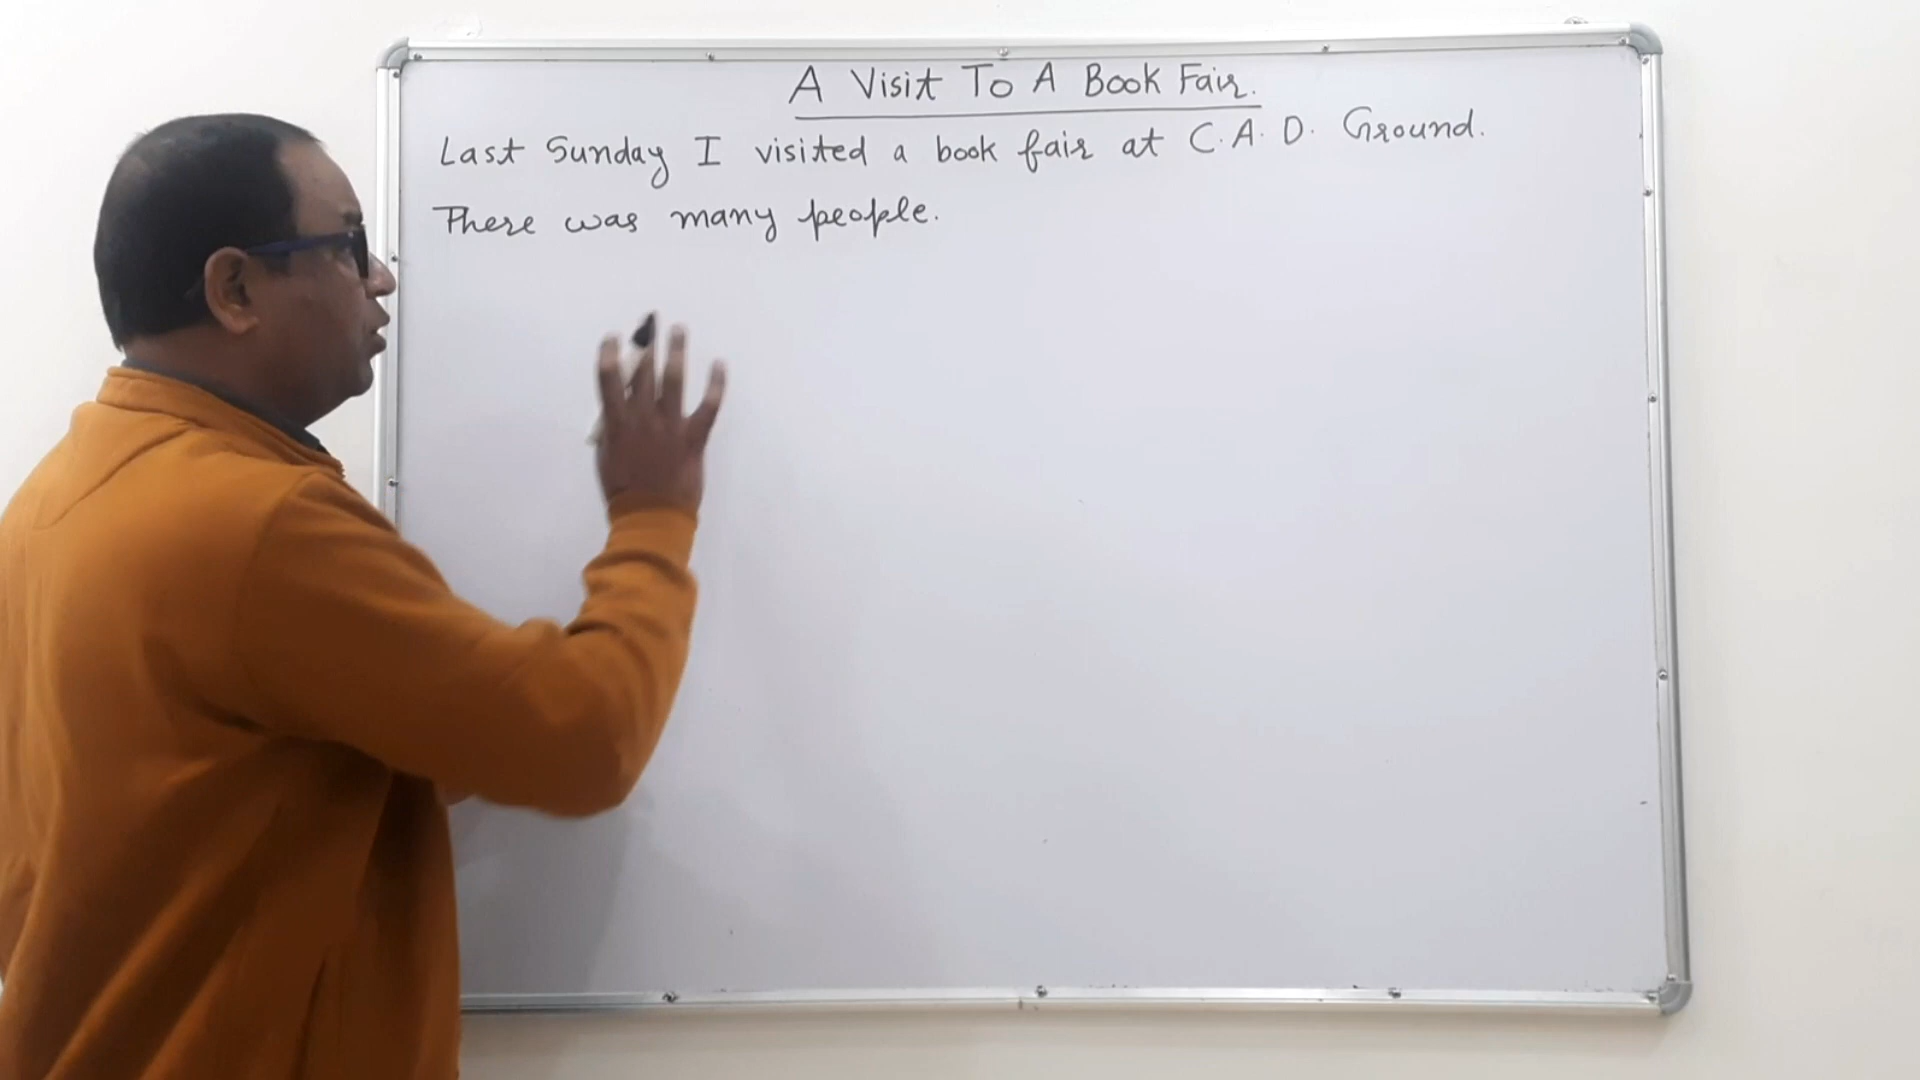 A Visit To A Book Fair.
Last Sunday I visited a book fair at C.A.D. Ground.
There was many people.